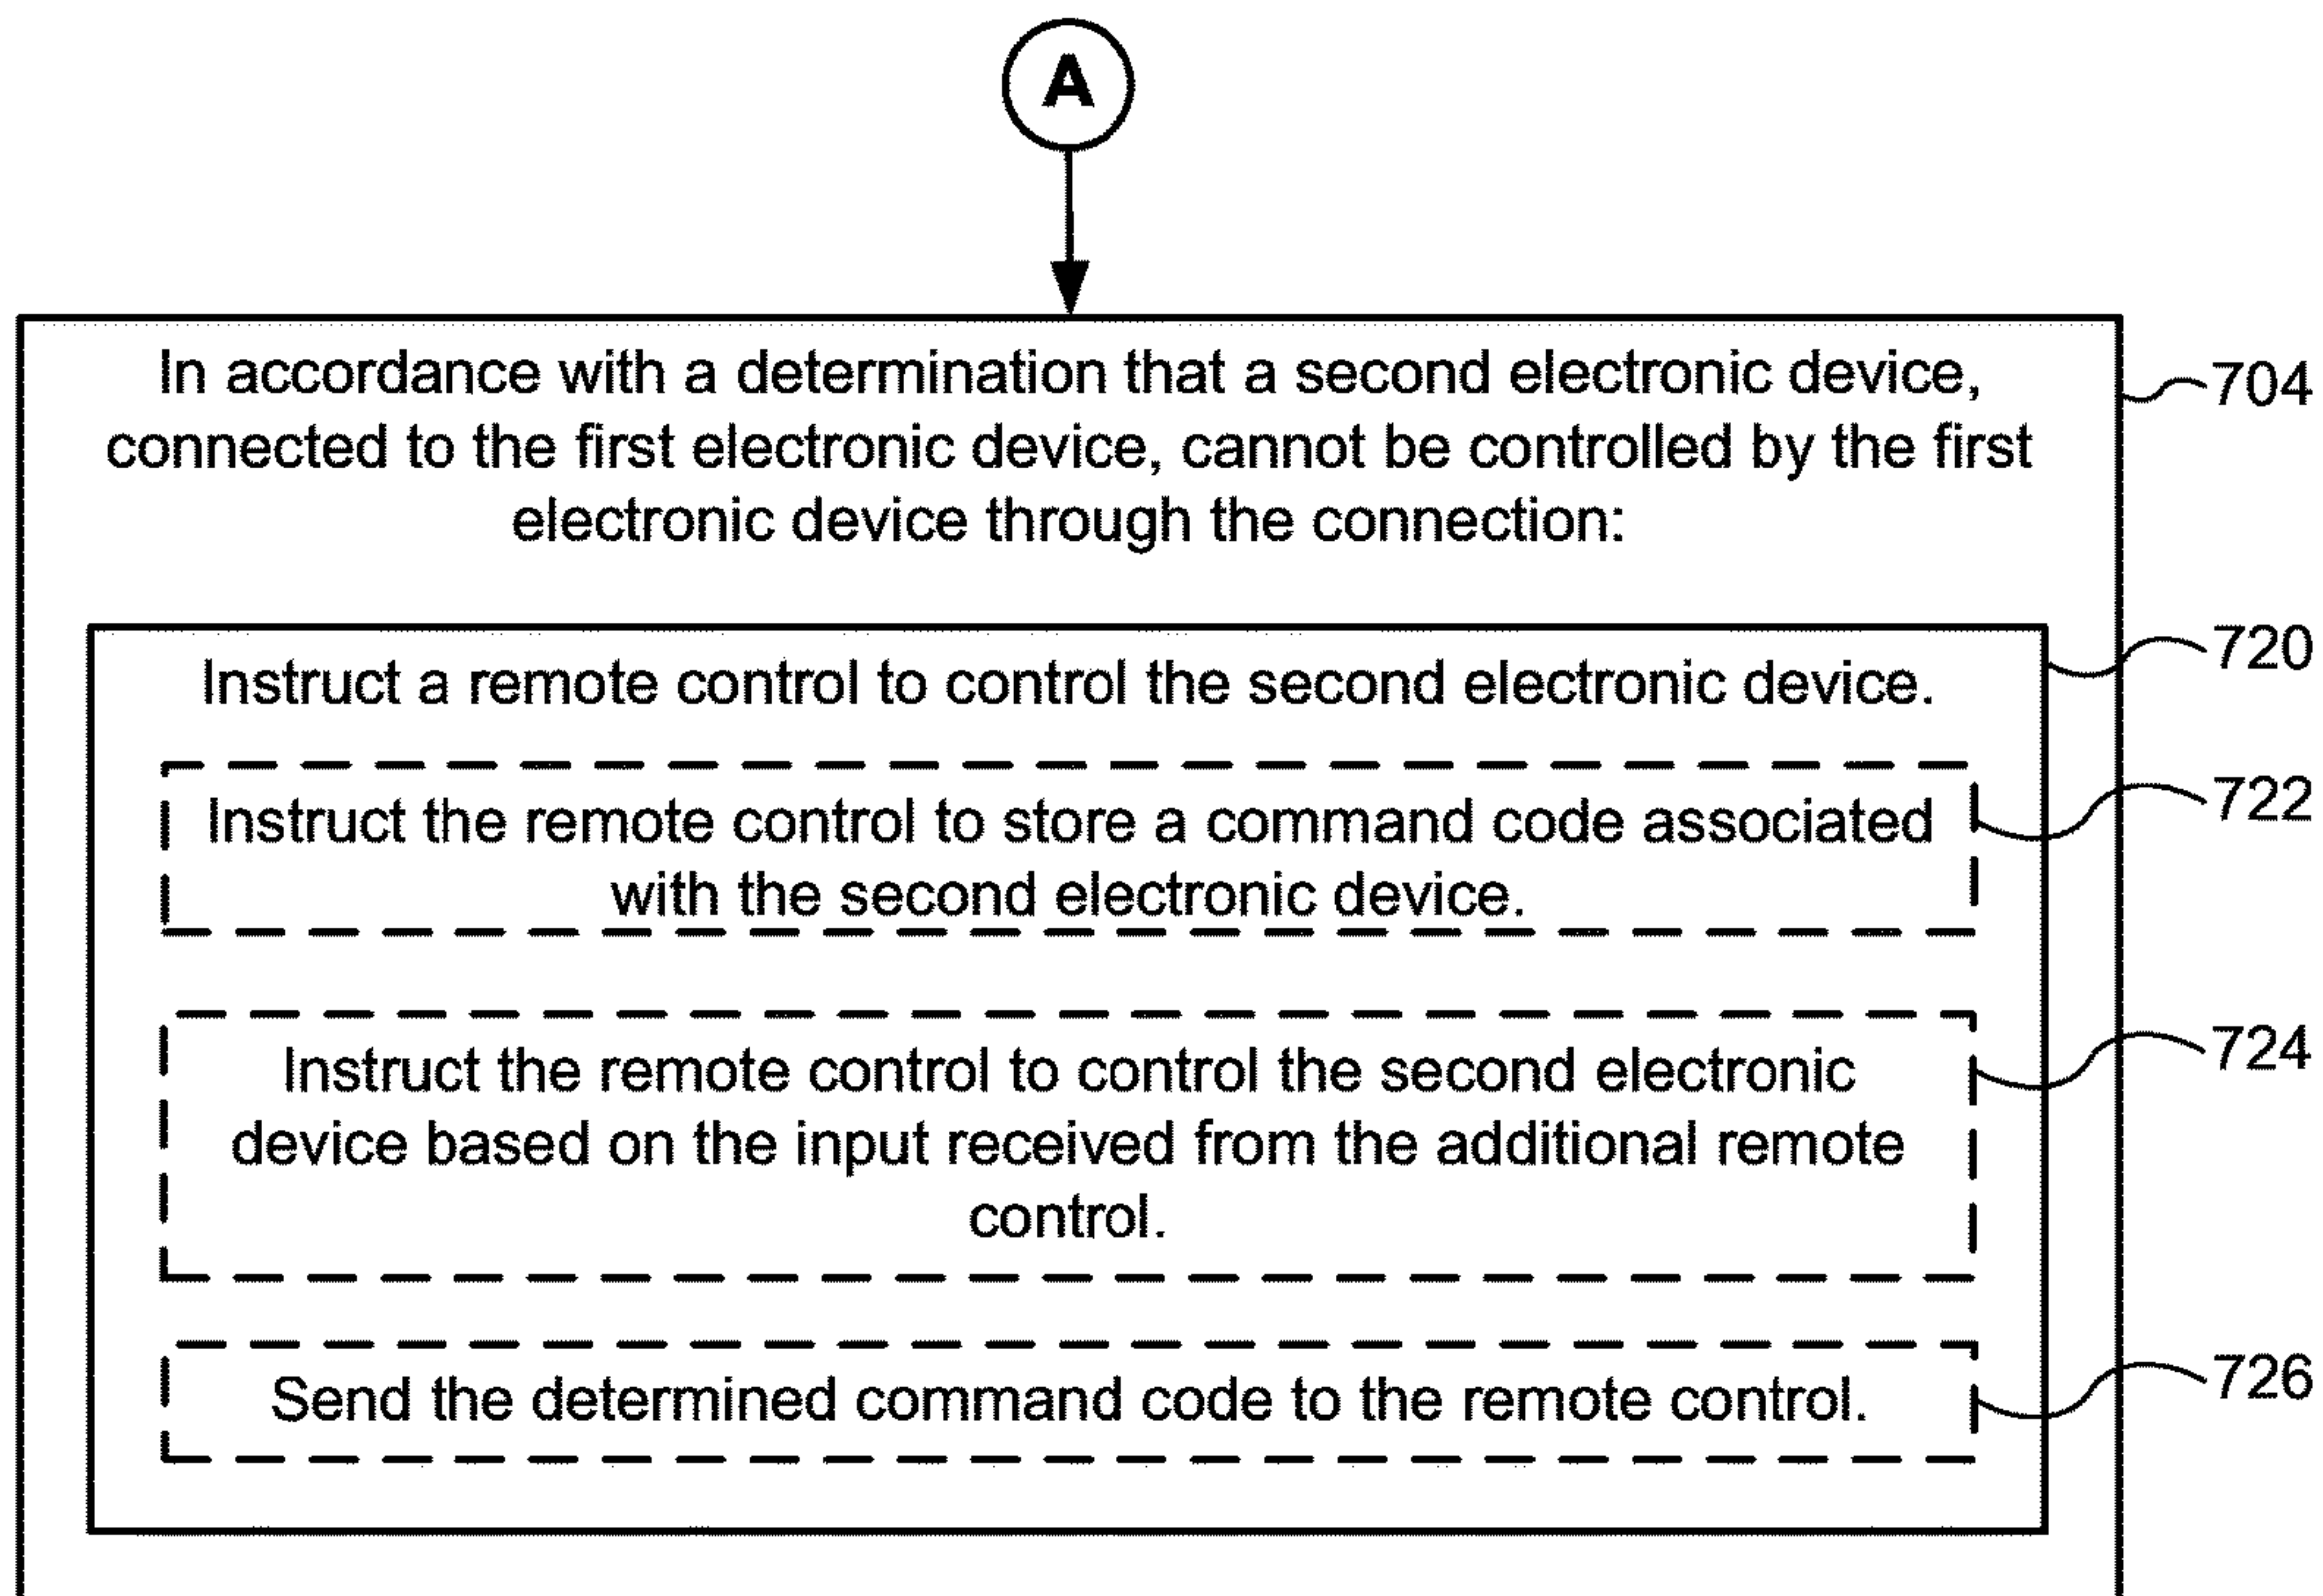 A
In accordance with a determination that a second electronic device,
connected to the first electronic device, cannot be controlled by the first
electronic device through the connection:
704
Instruct a remote control to control the second electronic device.
720
Instruct the remote control to store a command code associated
with the second electronic device.
722
Instruct the remote control to control the second electronic
device based on the input received from the additional remote
control.
724
Send the determined command code to the remote control.
726